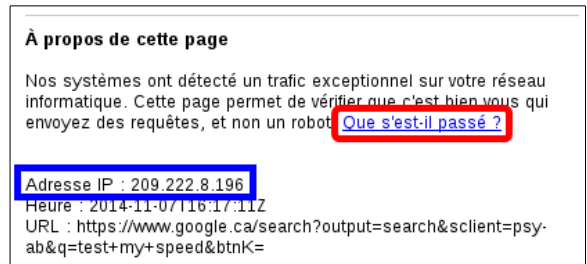 À propos de cette page
Nos systèmes ont détecté un trafic exceptionnel sur votre réseau
informatique. Cette page permet de vérifier que c'est bien vous qui
envoyez des requêtes, et non un robot. Que s'est-il passé ?
Adresse IP : 209.222.8.196
Heure : 2014-11-07T16:17:11Z
URL : https://www.google.ca/search?output=search&sclient=psy-
ab&q=test+my+speed&btnK=